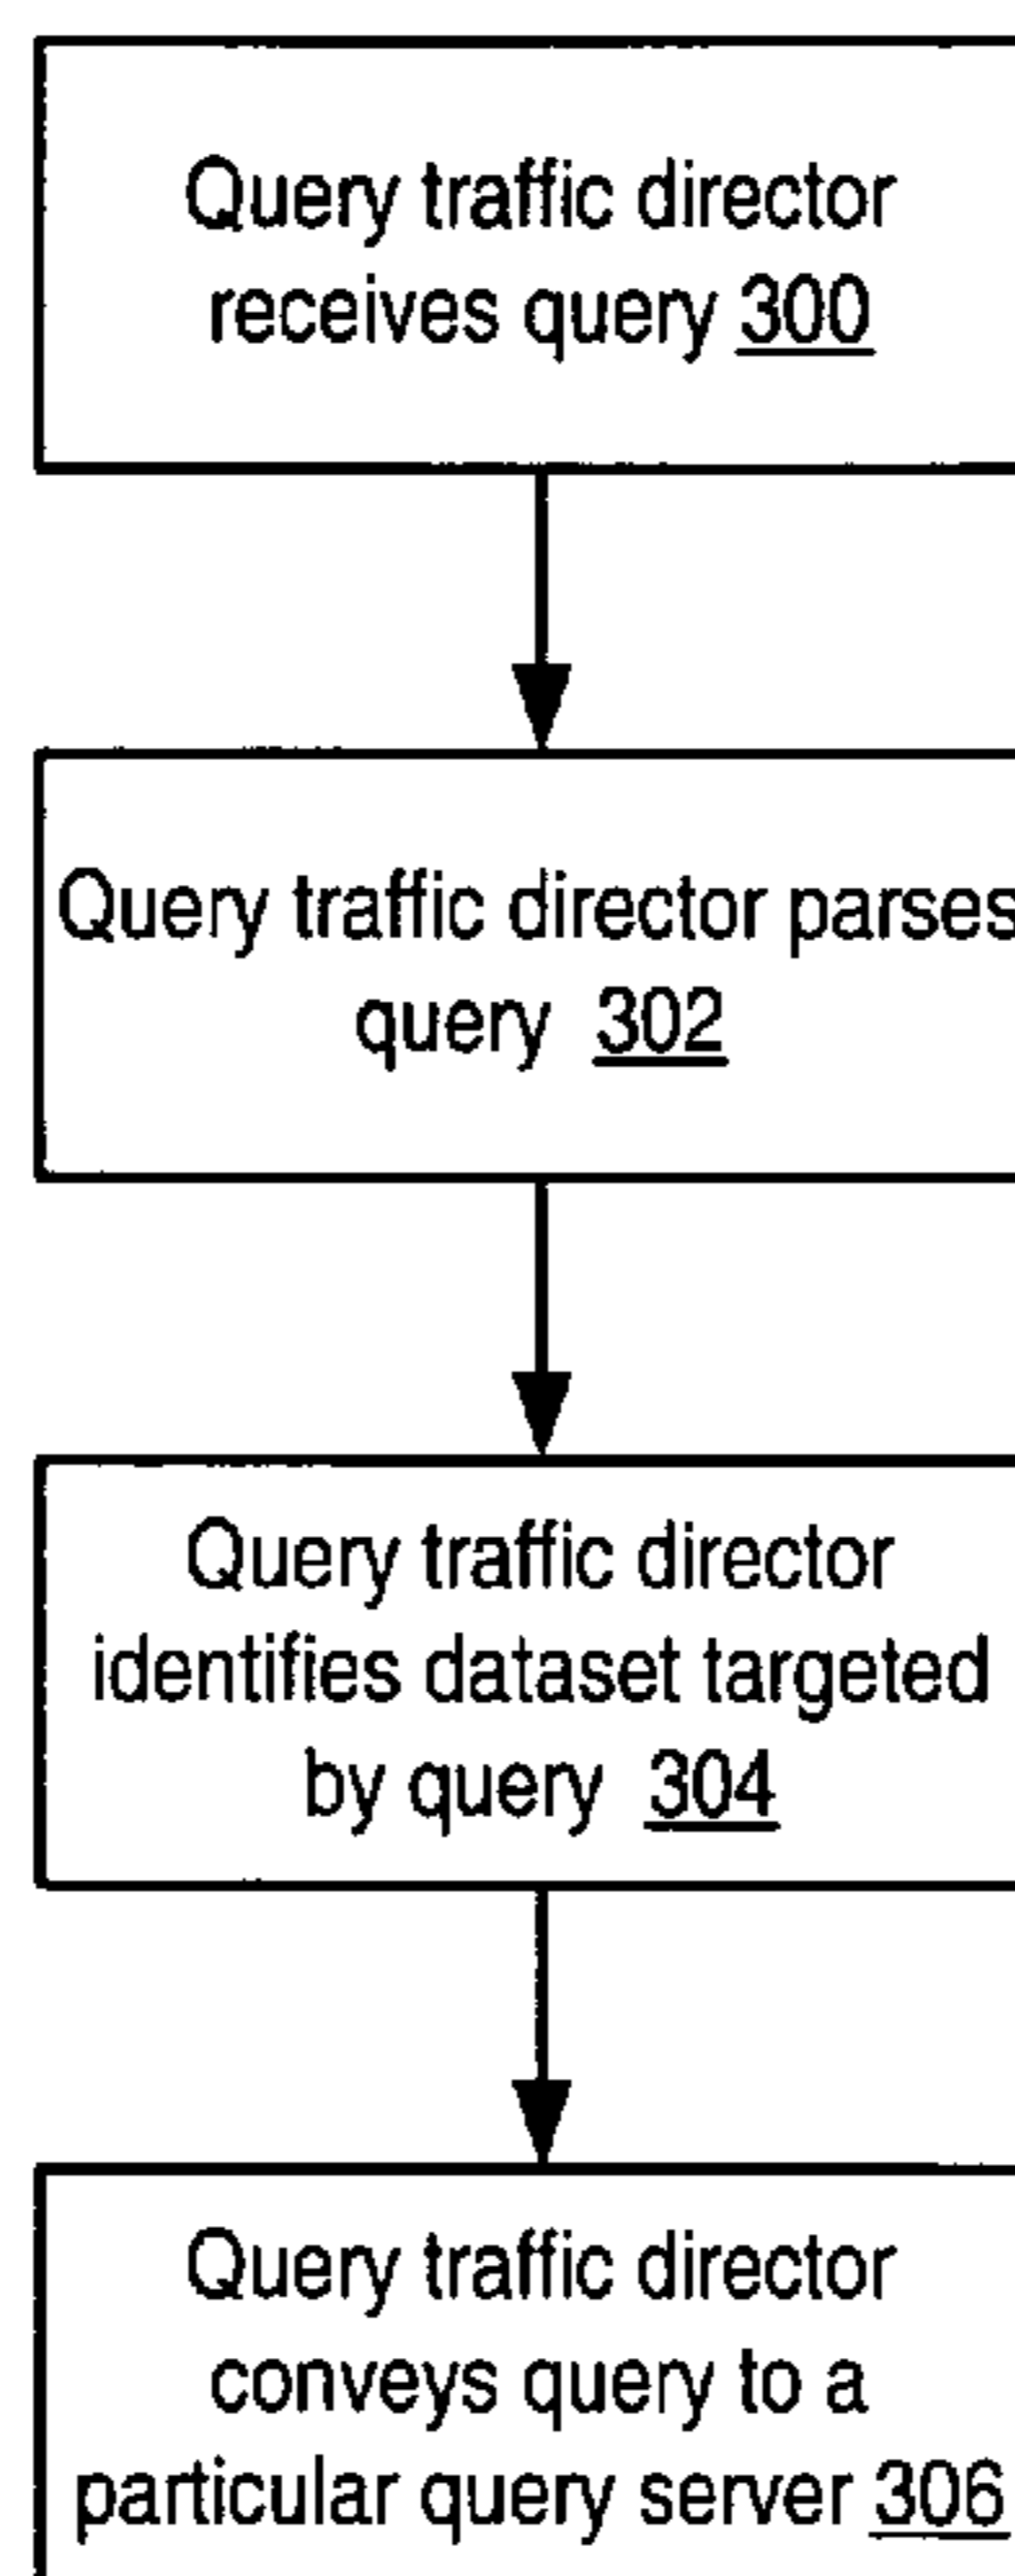 Query traffic director
receives query 300
Query traffic director parses
query 302
Query traffic director
identifies dataset targeted
by query 304
Query traffic director
conveys query to a
particular query server 306